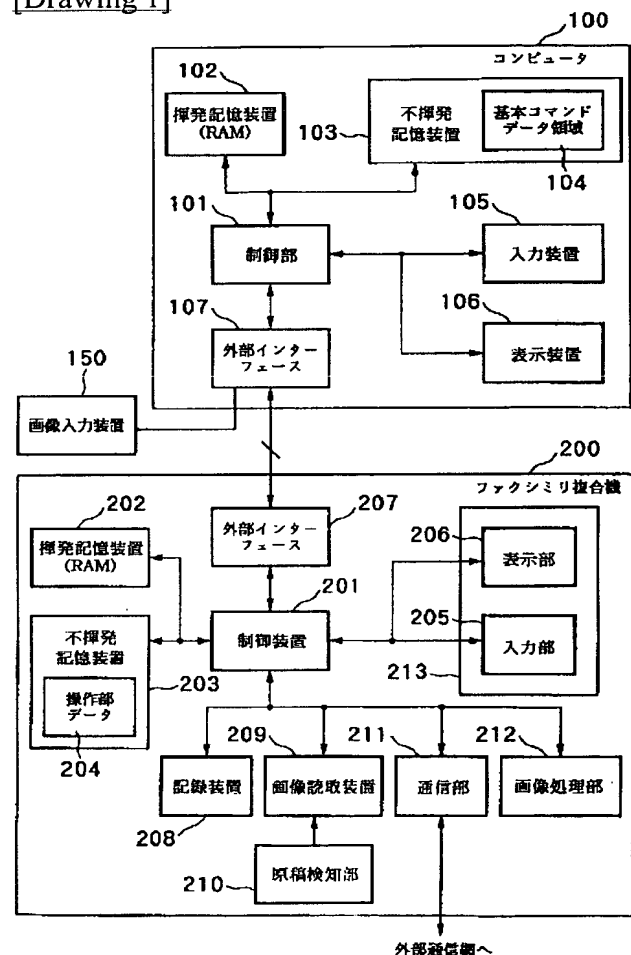 [Drawing 1]
100
コンピュータ
102
揮発記憶装置
(RAM)
103
不揮発
記憶装置
基本コマンド
データ領域
104
101
制御部
105
入力装置
106
表示装置
107
外部インター
フェース
150
画像入力装置
200
ファクシミリ複合機
202
揮発記憶装置
(RAM)
207
外部インター
フェース
206
表示部
201
制御装置
205
入力部
213
不揮発
記憶装置
203
操作部
データ
204
209
211
212
記録装置
画像読取装置
通信部
画像処理部
208
原稿検知部
210
外部通信網へ